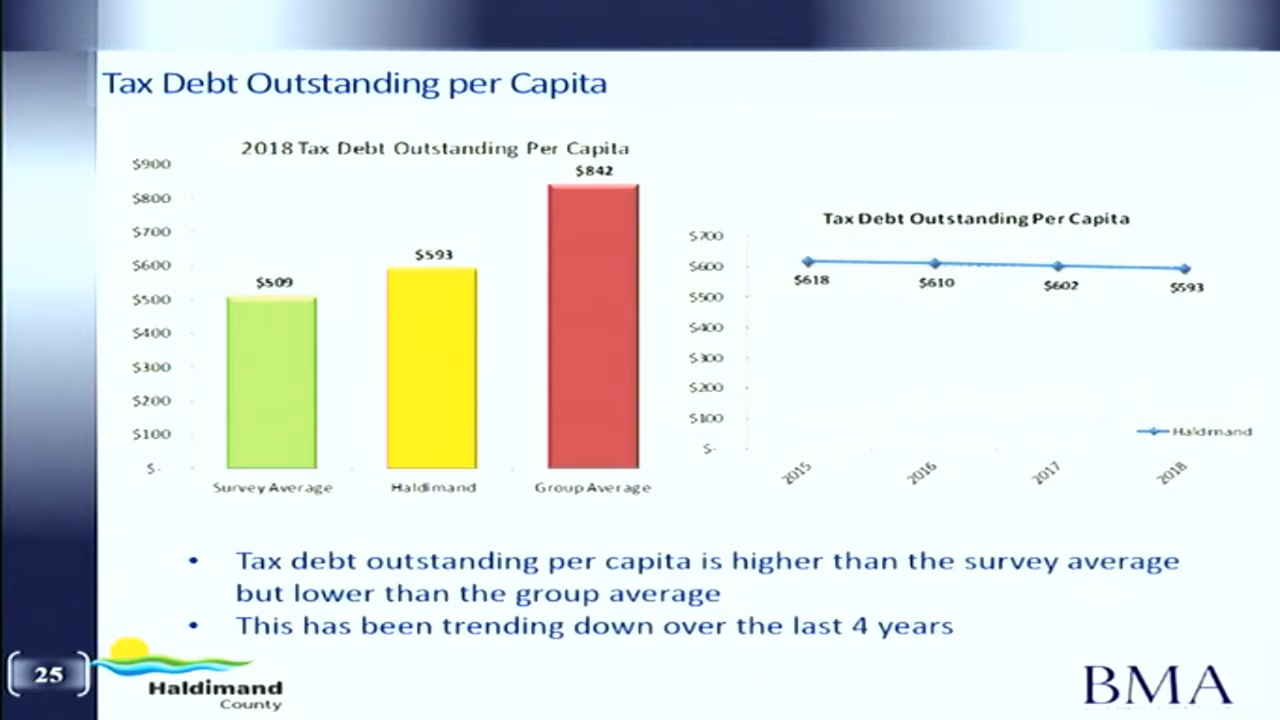 Tax Debt Outstanding per Capita
2018 Tax Debt Outstanding Per Capita
$900
$800
$700
$600
$500
$400
$300
$200
$100
$-
$509
$593
$842
Survey Average
Haldimand
Group Average
Tax Debt Outstanding Per Capita
$700
$600
$500
$400
$300
$200
$100
$-
$618
$610
$602
$593
Haldimand
2015
2016
2017
2018
• Tax debt outstanding per capita is higher than the survey average
but lower than the group average
• This has been trending down over the last 4 years
25
Haldimand
County
BMA